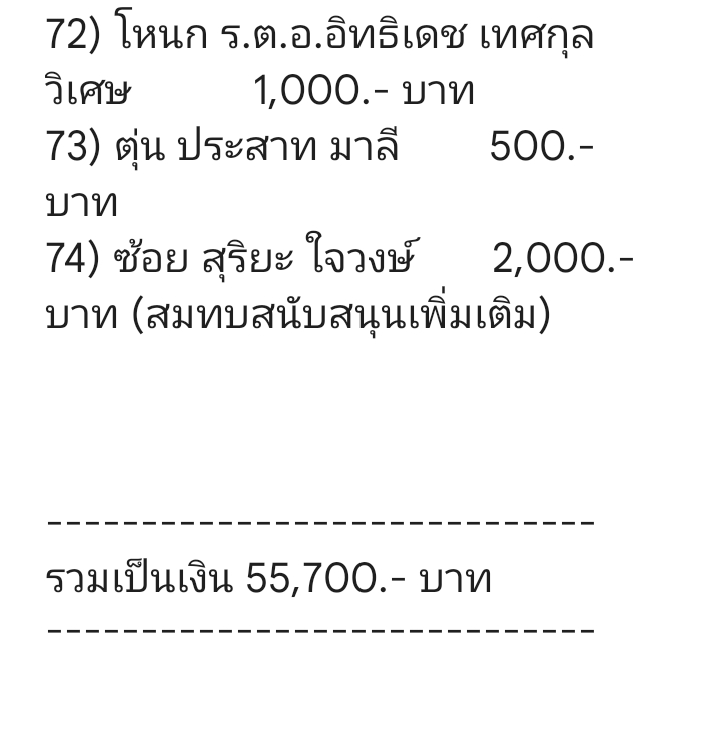 72) โหนก ร.ต.อ.อิทธิเดช เทศกุล
วิเศษ 1,000.- บาท
73) ตุ่น ประสาท มาลี 500.-
บาท
74) ซ้อย สุริยะ ใจวงษ์ 2,000.-
บาท (สมทบสนับสนุนเพิ่มเติม)
-----------------------------
รวมเป็นเงิน 55,700.- บาท
-----------------------------